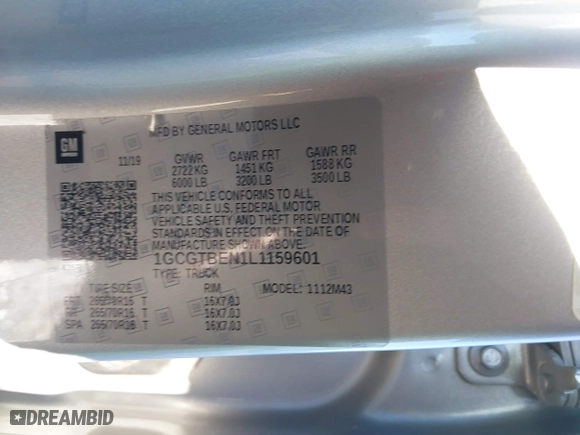 MFD BY GENERAL MOTORS LLC
GM
11/19 GVWR GAWR FRT GAWR RR
2722 KG 1451 KG 1588 KG
6000 LB 3200 LB 3500 LB
THIS VEHICLE CONFORMS TO ALL
APPLICABLE U.S. FEDERAL MOTOR
VEHICLE SAFETY AND THEFT PREVENTION
STANDARDS IN EFFECT ON THE DATE OF
MANUFACTURE SHOWN ABOVE.
1GCGTBEN1L1159601
TYPE: TRUCK
TIRE SIZE RIM MODEL: 1112M43
FRT 265/70R16 T 16X7.0J
RR 265/70R16 T 16X7.0J
SPA 265/70R16 T 16X7.0J
DREAMBID